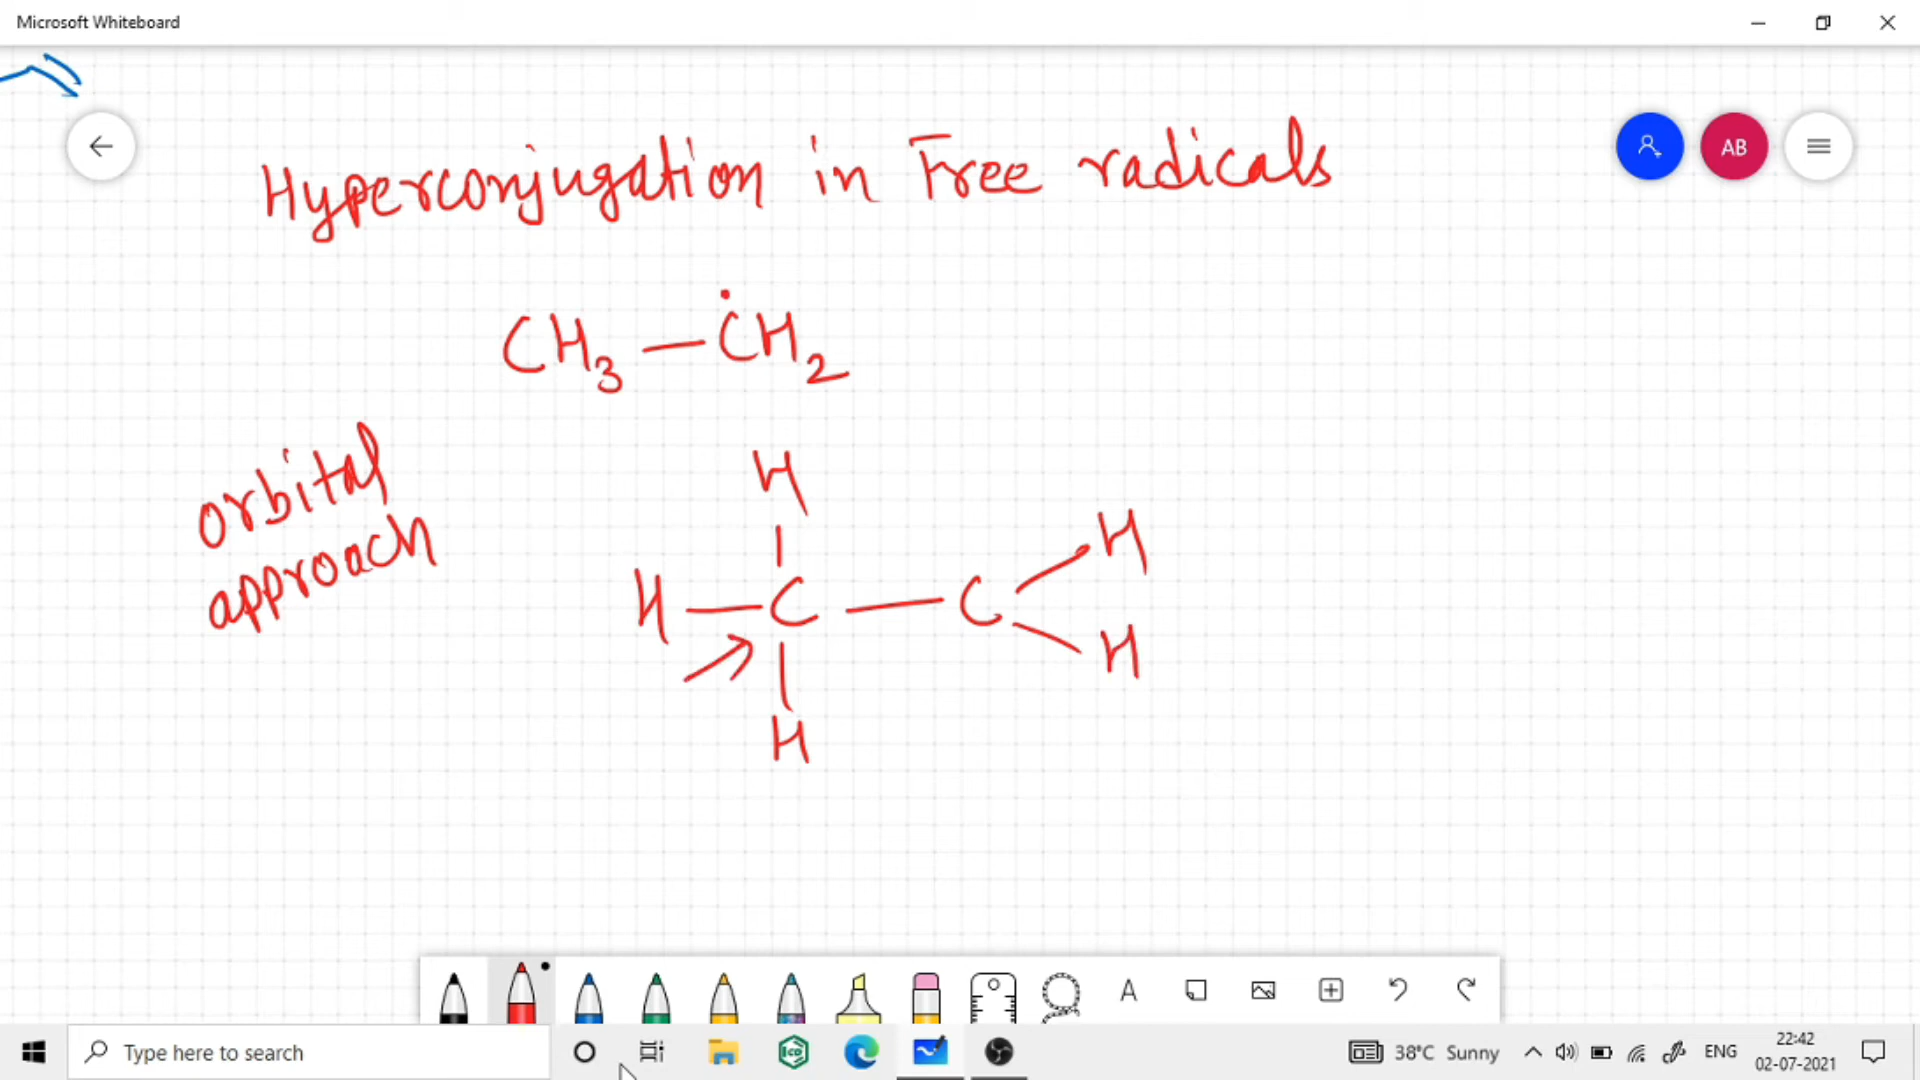 Microsoft Whiteboard
AB
Hyperconjugation in Free radicals
CH3 — ĊH2
orbital
approach
H
H — C — C H
H
H
A
Type here to search
38°C Sunny
ENG
22:42
02-07-2021